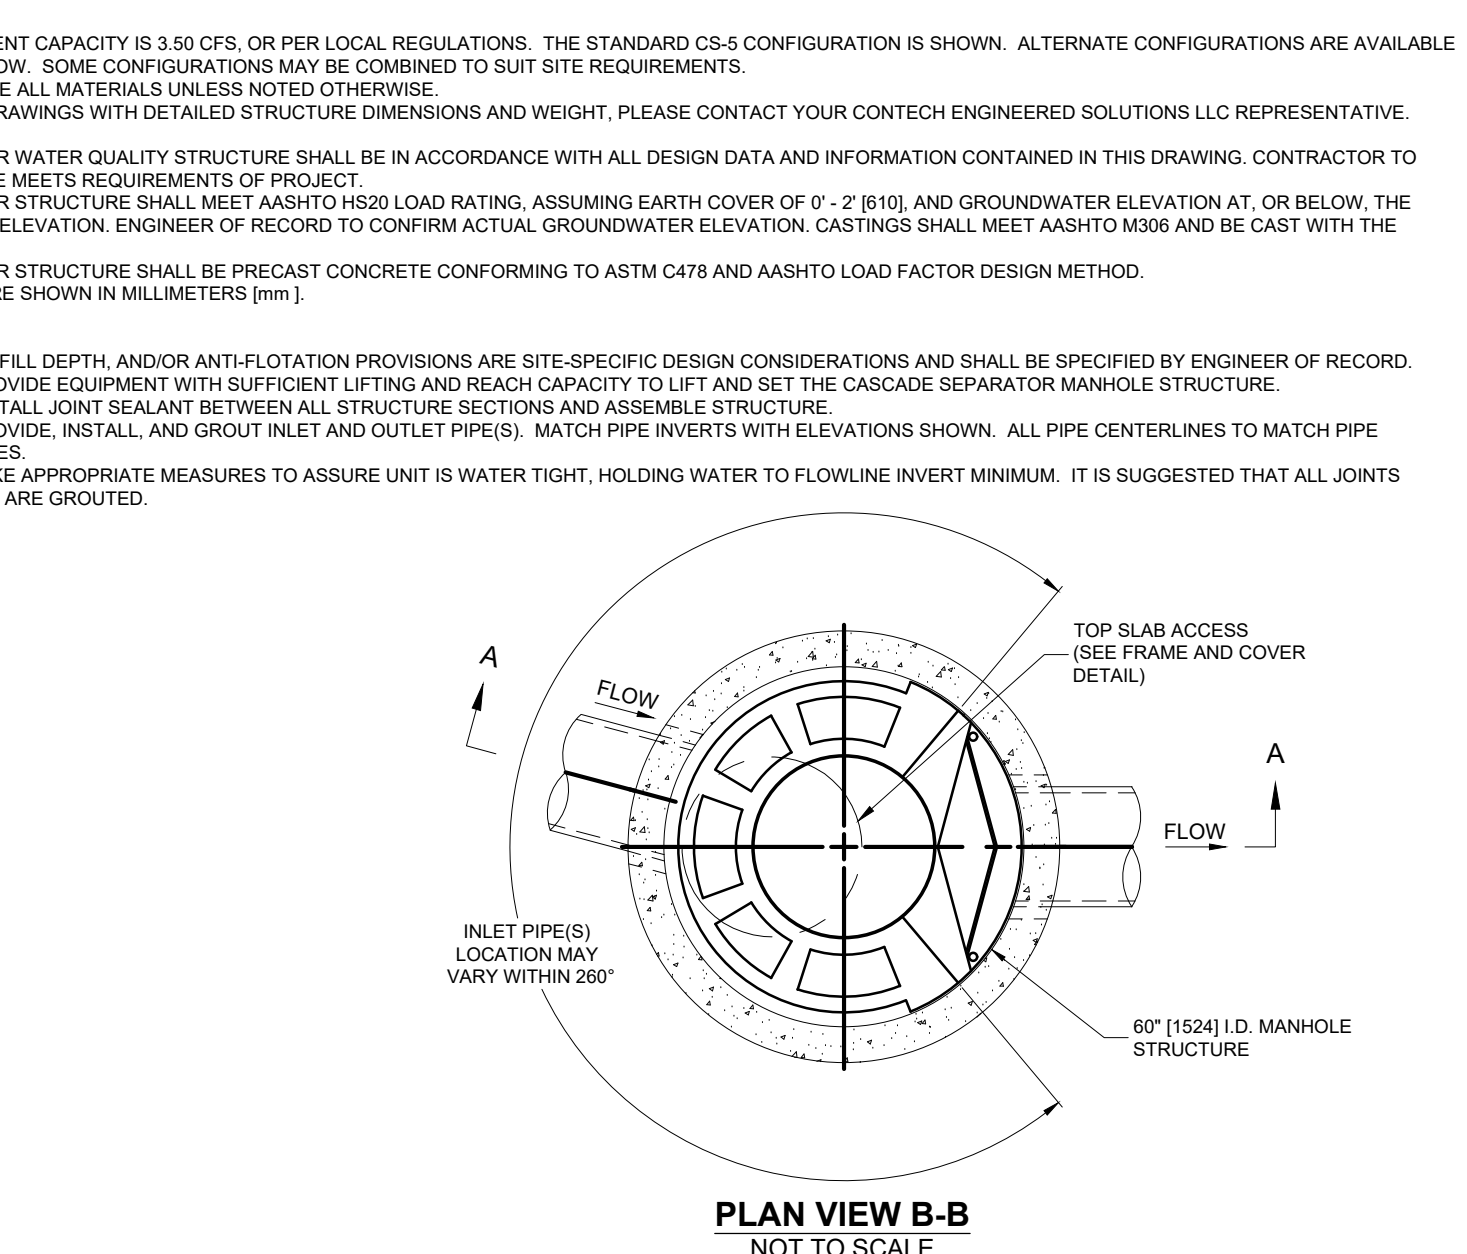 ENT CAPACITY IS 3.50 CFS, OR PER LOCAL REGULATIONS.  THE STANDARD CS-5 CONFIGURATION IS SHOWN.  ALTERNATE CONFIGURATIONS ARE AVAILABLE
OW.  SOME CONFIGURATIONS MAY BE COMBINED TO SUIT SITE REQUIREMENTS.
E ALL MATERIALS UNLESS NOTED OTHERWISE.
RAWINGS WITH DETAILED STRUCTURE DIMENSIONS AND WEIGHT, PLEASE CONTACT YOUR CONTECH ENGINEERED SOLUTIONS LLC REPRESENTATIVE.
R WATER QUALITY STRUCTURE SHALL BE IN ACCORDANCE WITH ALL DESIGN DATA AND INFORMATION CONTAINED IN THIS DRAWING. CONTRACTOR TO
E MEETS REQUIREMENTS OF PROJECT.
R STRUCTURE SHALL MEET AASHTO HS20 LOAD RATING, ASSUMING EARTH COVER OF 0' - 2' [610], AND GROUNDWATER ELEVATION AT, OR BELOW, THE
ELEVATION. ENGINEER OF RECORD TO CONFIRM ACTUAL GROUNDWATER ELEVATION. CASTINGS SHALL MEET AASHTO M306 AND BE CAST WITH THE
R STRUCTURE SHALL BE PRECAST CONCRETE CONFORMING TO ASTM C478 AND AASHTO LOAD FACTOR DESIGN METHOD.
RE SHOWN IN MILLIMETERS [mm ].
FILL DEPTH, AND/OR ANTI-FLOTATION PROVISIONS ARE SITE-SPECIFIC DESIGN CONSIDERATIONS AND SHALL BE SPECIFIED BY ENGINEER OF RECORD.
OVIDE EQUIPMENT WITH SUFFICIENT LIFTING AND REACH CAPACITY TO LIFT AND SET THE CASCADE SEPARATOR MANHOLE STRUCTURE.
TALL JOINT SEALANT BETWEEN ALL STRUCTURE SECTIONS AND ASSEMBLE STRUCTURE.
OVIDE, INSTALL, AND GROUT INLET AND OUTLET PIPE(S).  MATCH PIPE INVERTS WITH ELEVATIONS SHOWN.  ALL PIPE CENTERLINES TO MATCH PIPE
ES.
KE APPROPRIATE MEASURES TO ASSURE UNIT IS WATER TIGHT, HOLDING WATER TO FLOWLINE INVERT MINIMUM.  IT IS SUGGESTED THAT ALL JOINTS
ARE GROUTED.
TOP SLAB ACCESS
(SEE FRAME AND COVER
DETAIL)
A
FLOW
A
FLOW
INLET PIPE(S)
LOCATION MAY
VARY WITHIN 260°
60" [1524] I.D. MANHOLE
STRUCTURE
PLAN VIEW B-B
NOT TO SCALE